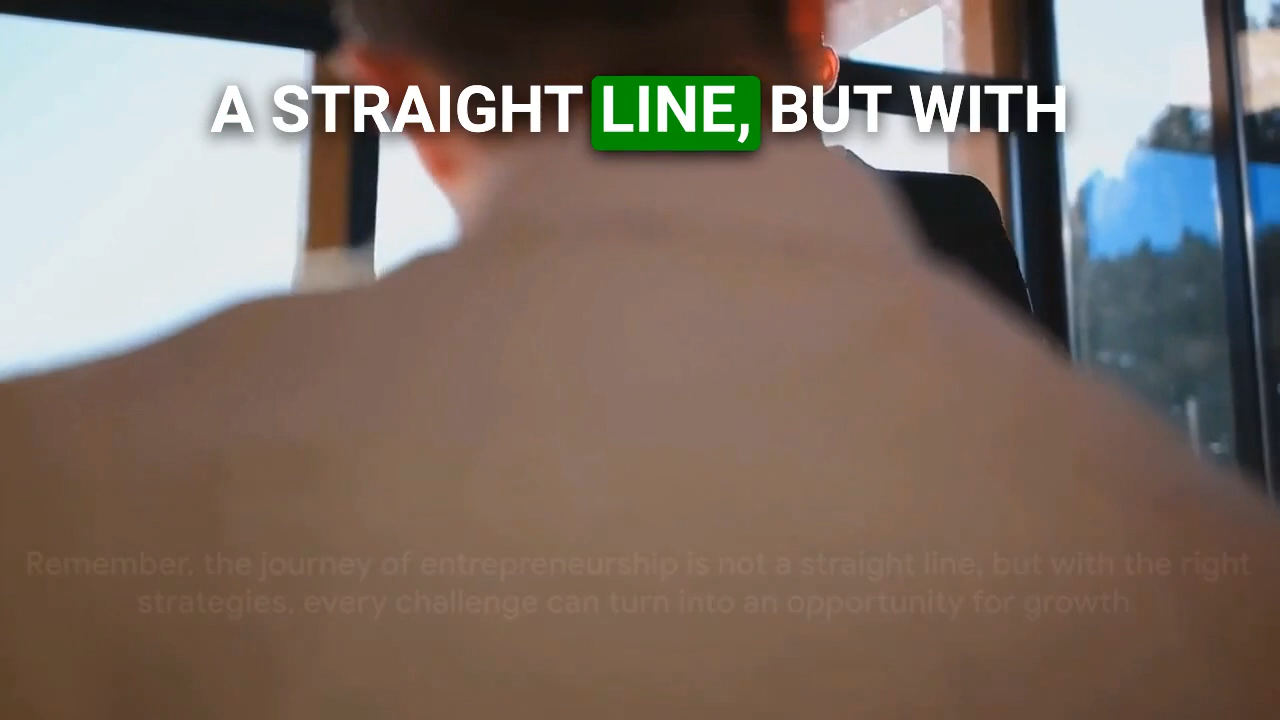 A STRAIGHT LINE, BUT WITH
Remember, the journey of entrepreneurship is not a straight line, but with the right
strategies, every challenge can turn into an opportunity for growth.